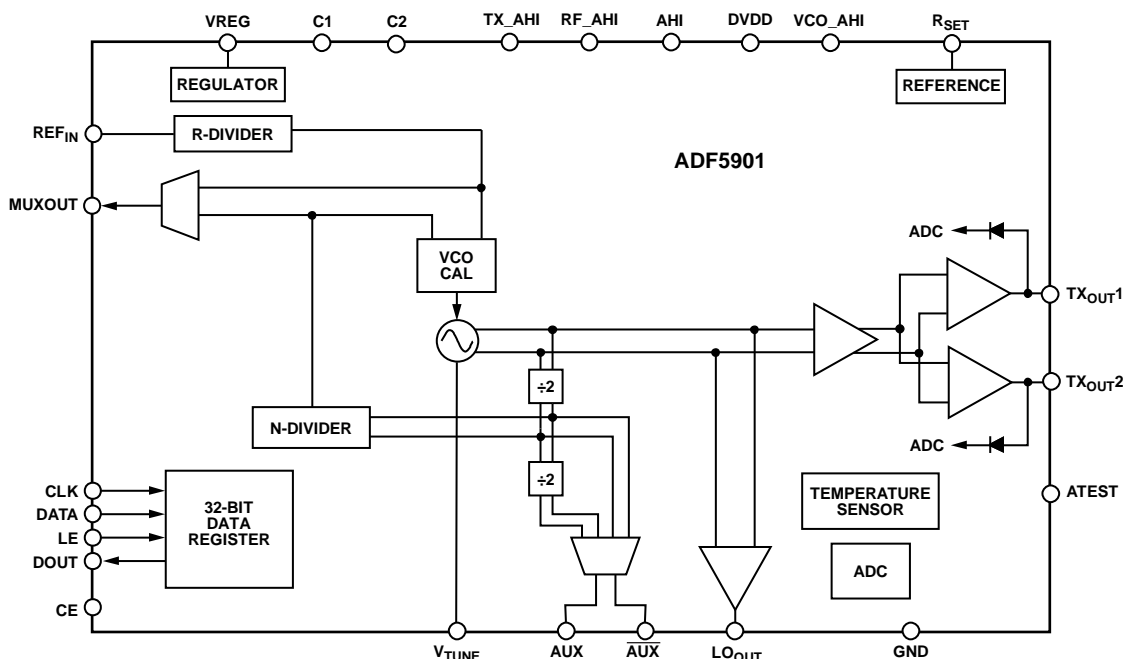 VREG C1 C2 TX_AHI RF_AHI AHI DVDD VCO_AHI RSET
REGULATOR
REFERENCE
REFIN
R-DIVIDER
ADF5901
MUXOUT
ADC
VCO
CAL
TXOUT1
÷2
TXOUT2
N-DIVIDER
ADC
÷2
CLK
DATA
LE
DOUT
32-BIT
DATA
REGISTER
TEMPERATURE
SENSOR
ATEST
ADC
CE
VTUNE AUX AUX LOOUT GND